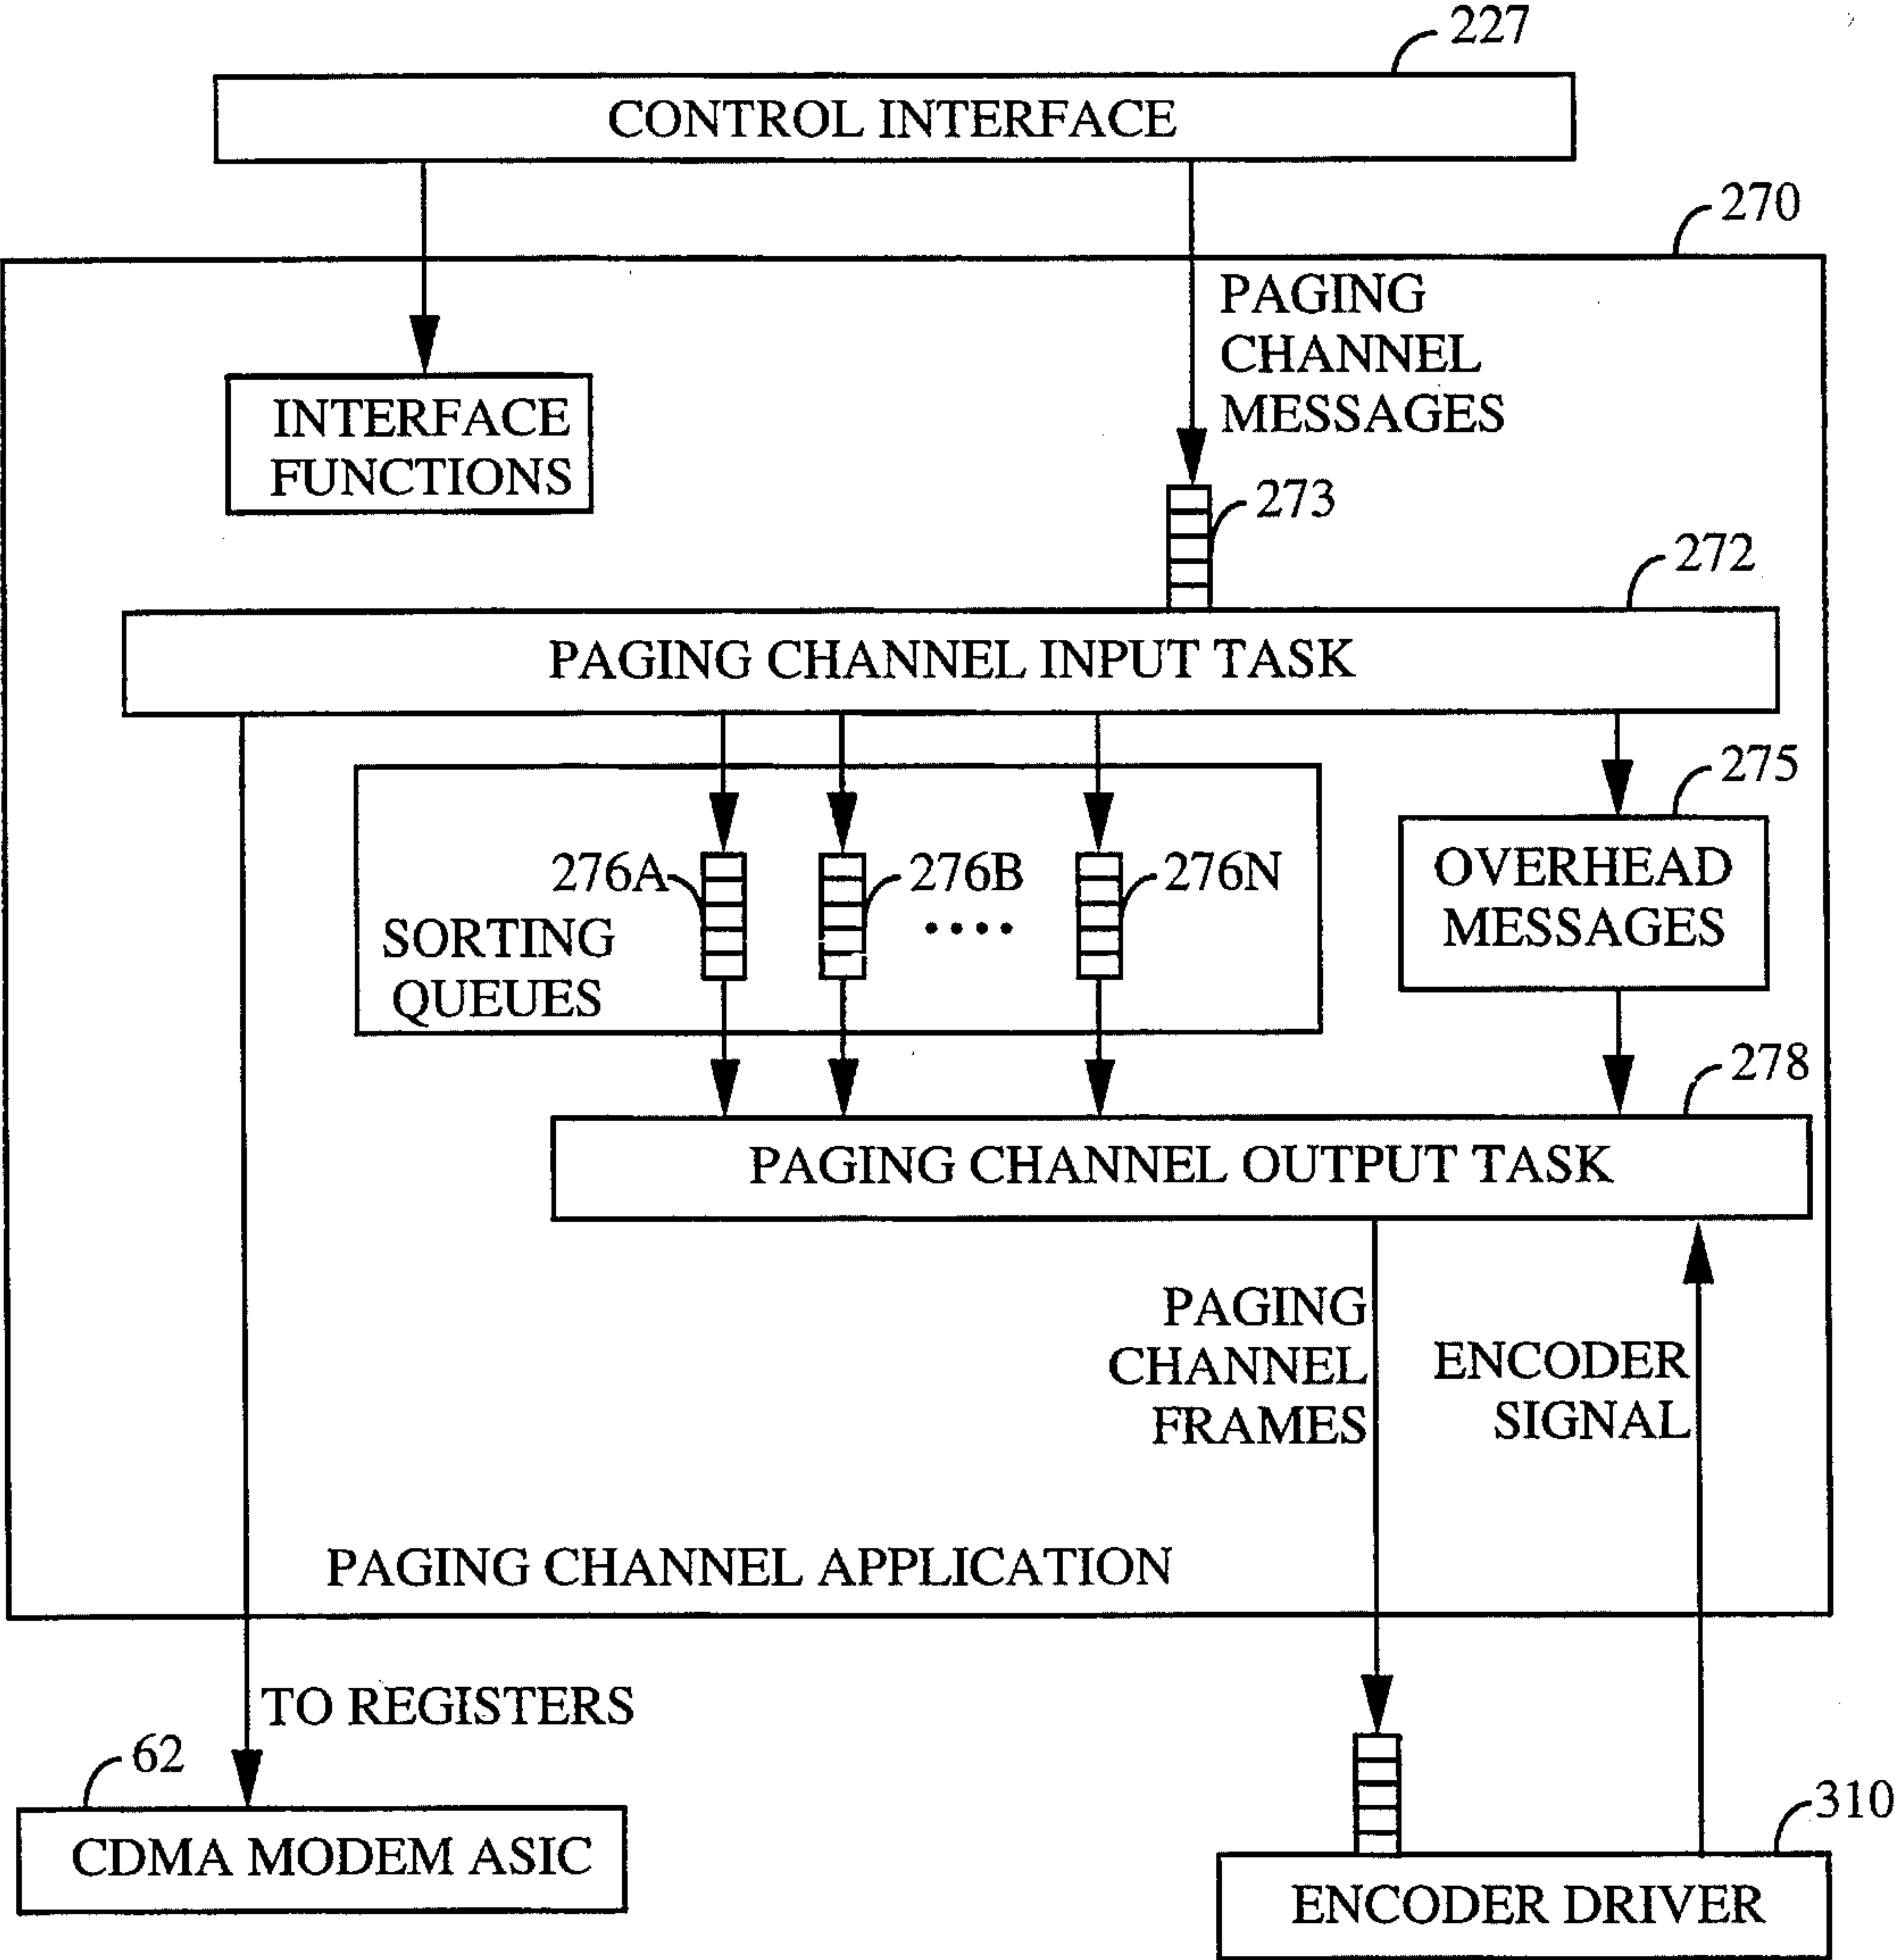 227
CONTROL INTERFACE
270
PAGING
CHANNEL
MESSAGES
INTERFACE
FUNCTIONS
273
272
PAGING CHANNEL INPUT TASK
275
276A
276B
276N
....
SORTING
QUEUES
OVERHEAD
MESSAGES
278
PAGING CHANNEL OUTPUT TASK
PAGING
CHANNEL
FRAMES
ENCODER
SIGNAL
PAGING CHANNEL APPLICATION
TO REGISTERS
62
CDMA MODEM ASIC
310
ENCODER DRIVER